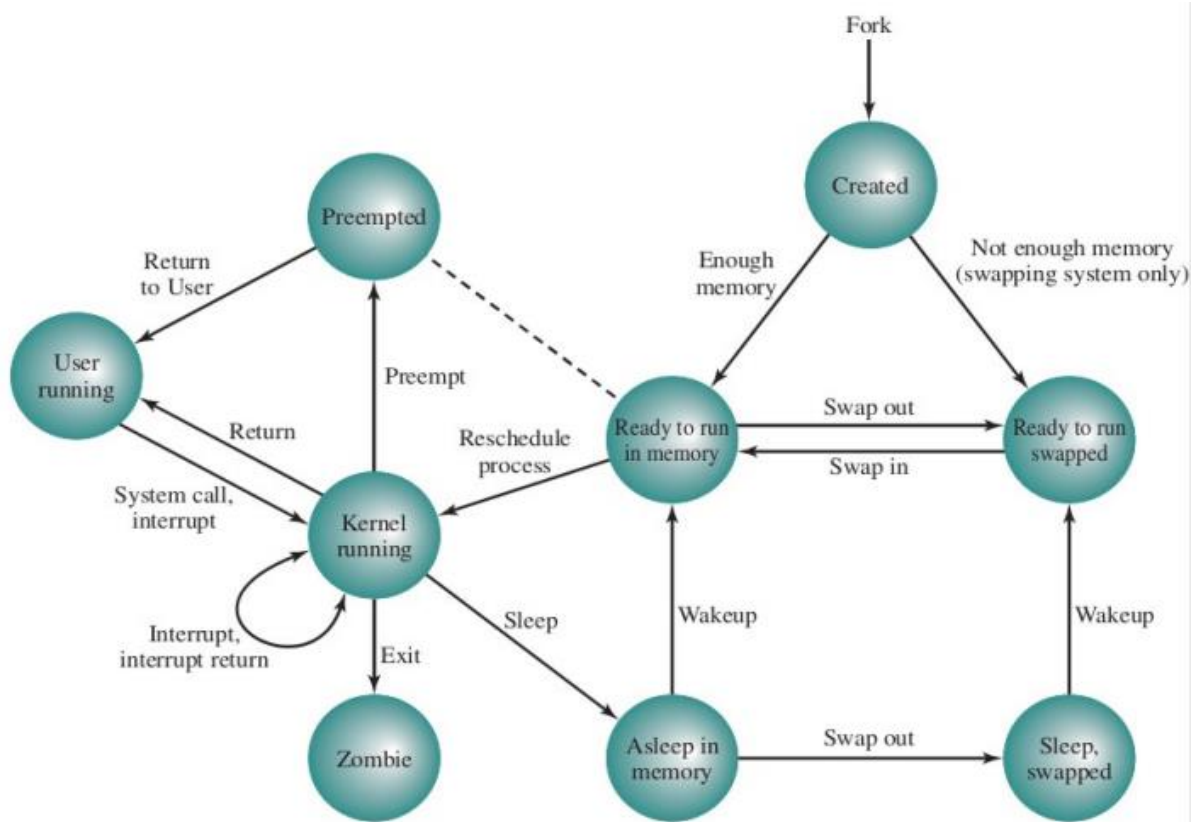 Fork
Created
Preempted
Return
to User
Enough
memory
Not enough memory
(swapping system only)
User
running
Preempt
Return
Reschedule
process
Ready to run
in memory
Swap out
Swap in
Ready to run
swapped
System call,
interrupt
Kernel
running
Interrupt,
interrupt return
Sleep
Wakeup
Wakeup
Exit
Zombie
Asleep in
memory
Swap out
Sleep,
swapped